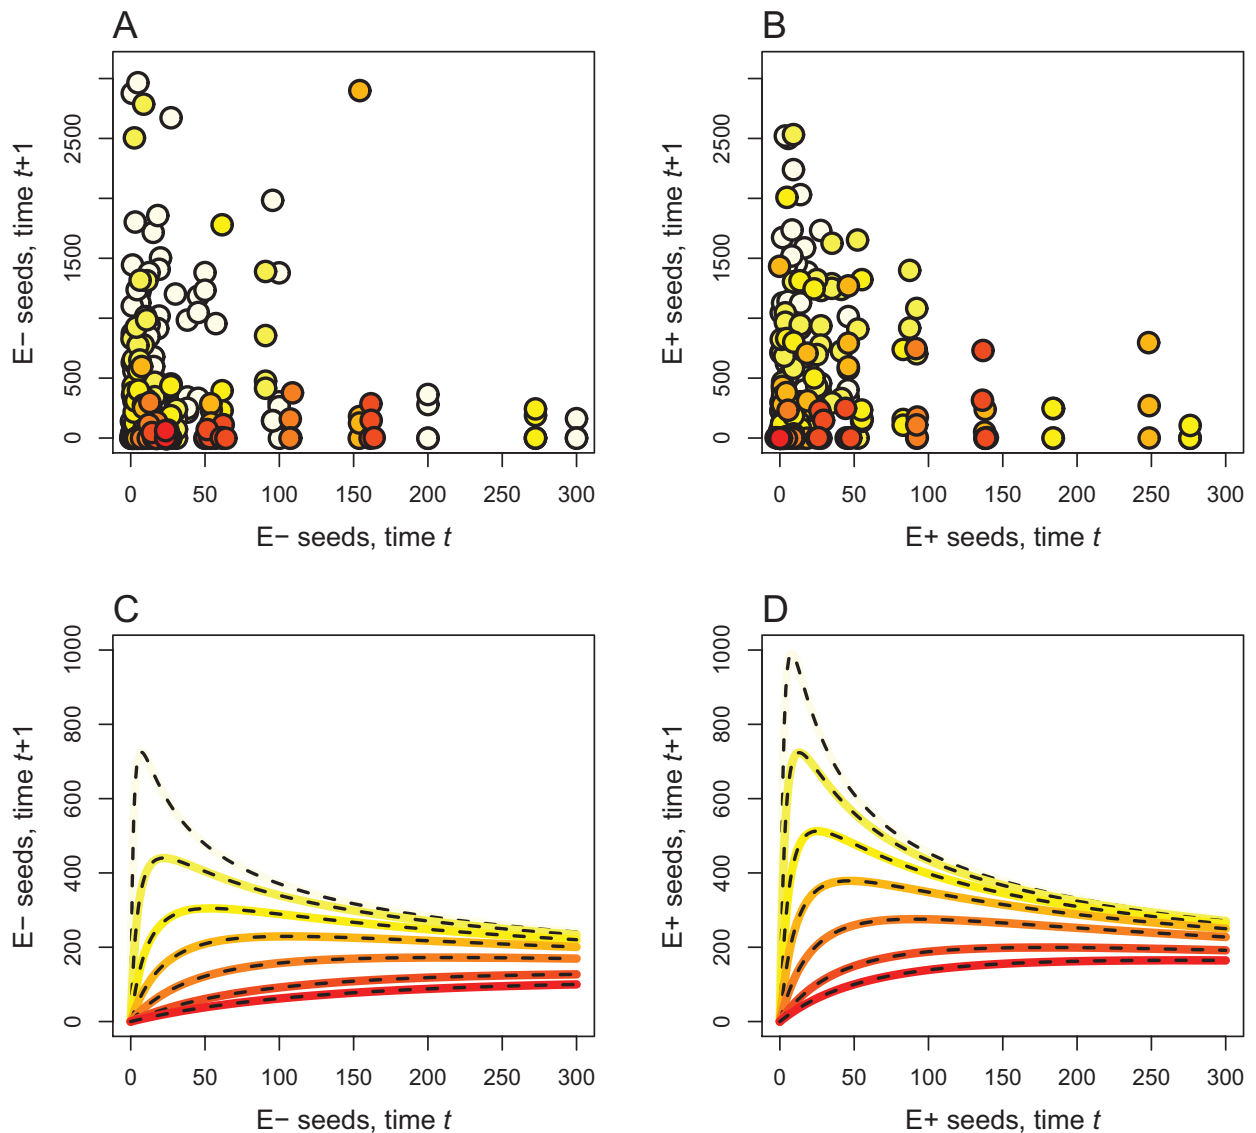 A
B
2500
1500
500
0
E− seeds, time t+1
0 50 100 150 200 250 300
E− seeds, time t
2500
1500
500
0
E+ seeds, time t+1
0 50 100 150 200 250 300
E+ seeds, time t
C
D
1000
800
600
400
200
0
E− seeds, time t+1
0 50 100 150 200 250 300
E− seeds, time t
1000
800
600
400
200
0
E+ seeds, time t+1
0 50 100 150 200 250 300
E+ seeds, time t